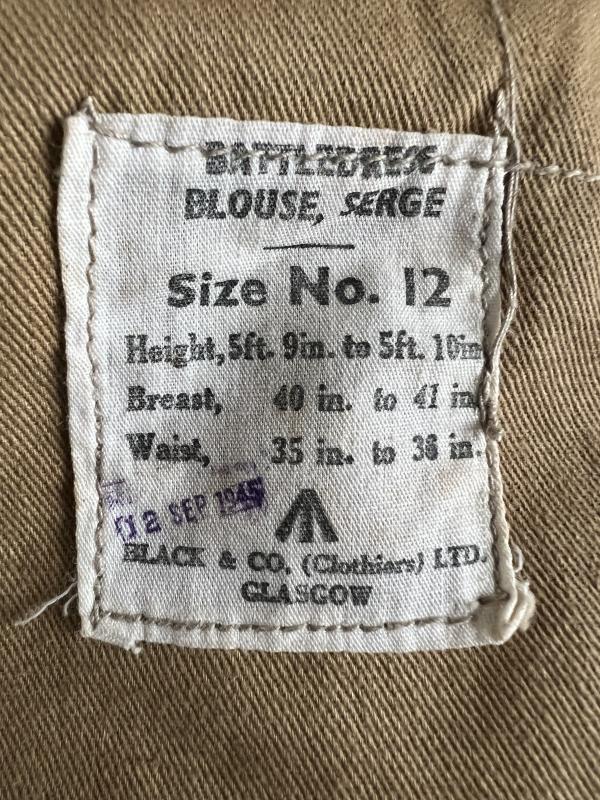 BATTLEDRESS
BLOUSE, SERGE
Size No. 12
Height, 5ft. 9in. to 5ft. 10in.
Breast, 40 in. to 41 in.
Waist, 35 in. to 36 in.
SEP 1945
BLACK & CO. (Clothiers) LTD.
GLASGOW